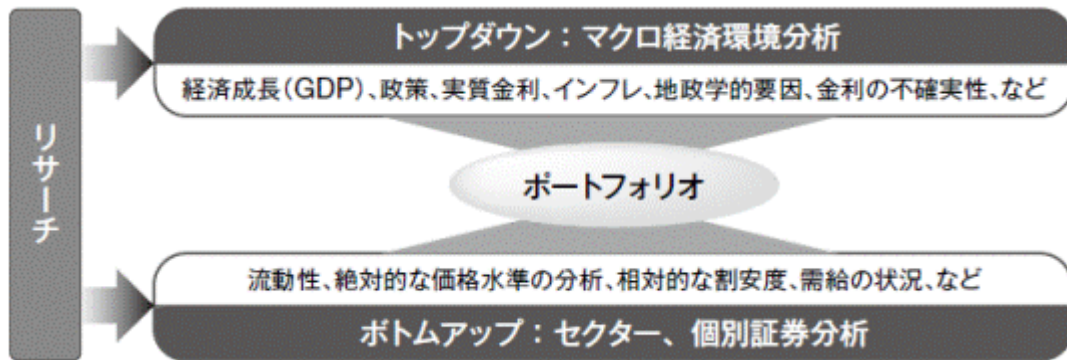 リサーチ
トップダウン：マクロ経済環境分析
経済成長（GDP）、政策、実質金利、インフレ、地政学的要因、金利の不確実性、など
ポートフォリオ
流動性、絶対的な価格水準の分析、相対的な割安度、需給の状況、など
ボトムアップ：セクター、個別証券分析